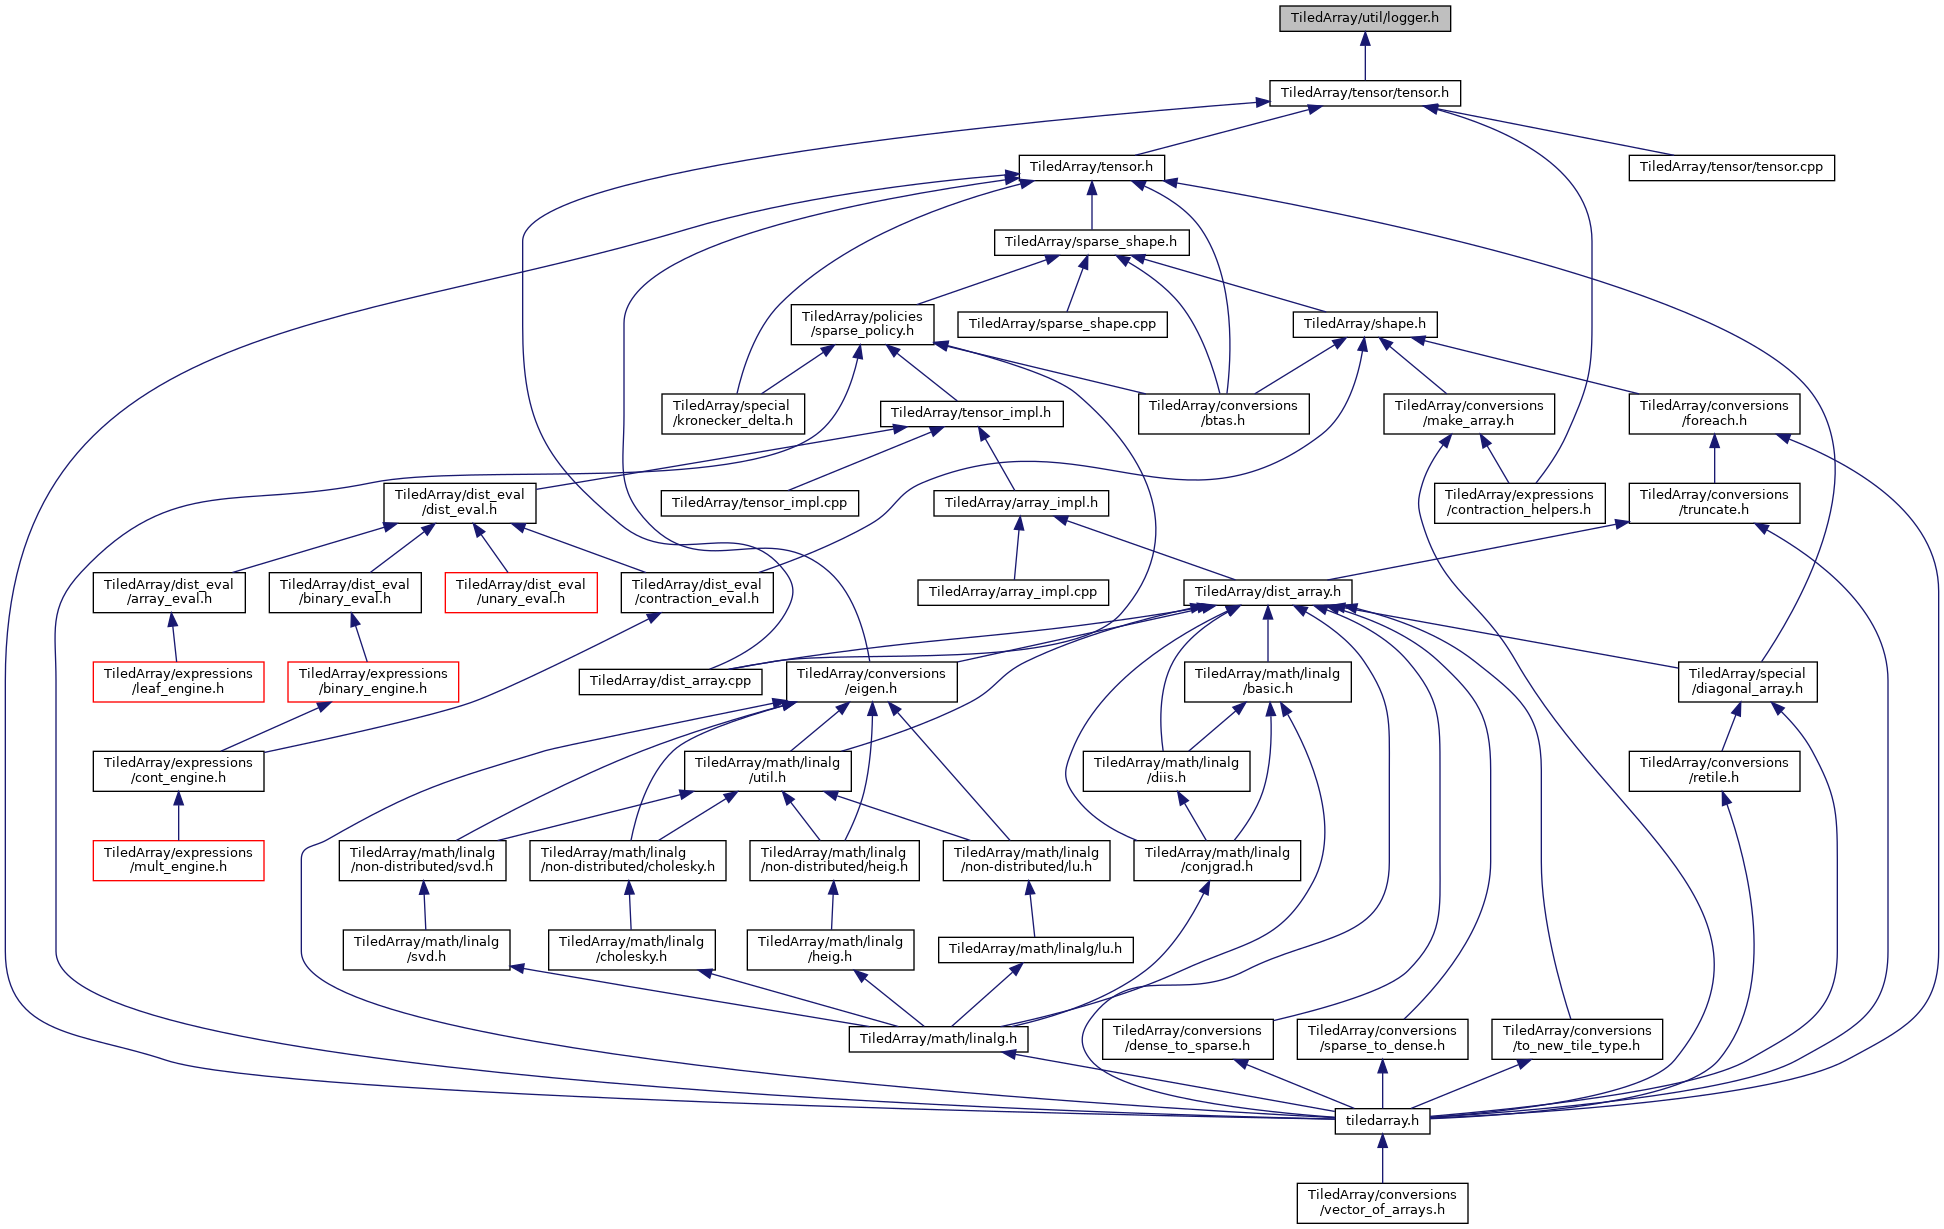 TiledArray/util/logger.h
TiledArray/tensor/tensor.h
TiledArray/tensor.h
TiledArray/tensor/tensor.cpp
TiledArray/sparse_shape.h
TiledArray/policies
/sparse_policy.h
TiledArray/sparse_shape.cpp
TiledArray/shape.h
TiledArray/special
/kronecker_delta.h
TiledArray/tensor_impl.h
TiledArray/conversions
/btas.h
TiledArray/conversions
/make_array.h
TiledArray/conversions
/foreach.h
TiledArray/dist_eval
/dist_eval.h
TiledArray/tensor_impl.cpp
TiledArray/array_impl.h
TiledArray/expressions
/contraction_helpers.h
TiledArray/conversions
/truncate.h
TiledArray/dist_eval
/array_eval.h
TiledArray/dist_eval
/binary_eval.h
TiledArray/dist_eval
/unary_eval.h
TiledArray/dist_eval
/contraction_eval.h
TiledArray/array_impl.cpp
TiledArray/dist_array.h
TiledArray/expressions
/leaf_engine.h
TiledArray/expressions
/binary_engine.h
TiledArray/dist_array.cpp
TiledArray/conversions
/eigen.h
TiledArray/math/linalg
/basic.h
TiledArray/special
/diagonal_array.h
TiledArray/expressions
/cont_engine.h
TiledArray/math/linalg
/util.h
TiledArray/math/linalg
/diis.h
TiledArray/conversions
/retile.h
TiledArray/expressions
/mult_engine.h
TiledArray/math/linalg
/non-distributed/svd.h
TiledArray/math/linalg
/non-distributed/cholesky.h
TiledArray/math/linalg
/non-distributed/heig.h
TiledArray/math/linalg
/non-distributed/lu.h
TiledArray/math/linalg
/conjgrad.h
TiledArray/math/linalg
/svd.h
TiledArray/math/linalg
/cholesky.h
TiledArray/math/linalg
/heig.h
TiledArray/math/linalg/lu.h
TiledArray/math/linalg.h
TiledArray/conversions
/dense_to_sparse.h
TiledArray/conversions
/sparse_to_dense.h
TiledArray/conversions
/to_new_tile_type.h
tiledarray.h
TiledArray/conversions
/vector_of_arrays.h